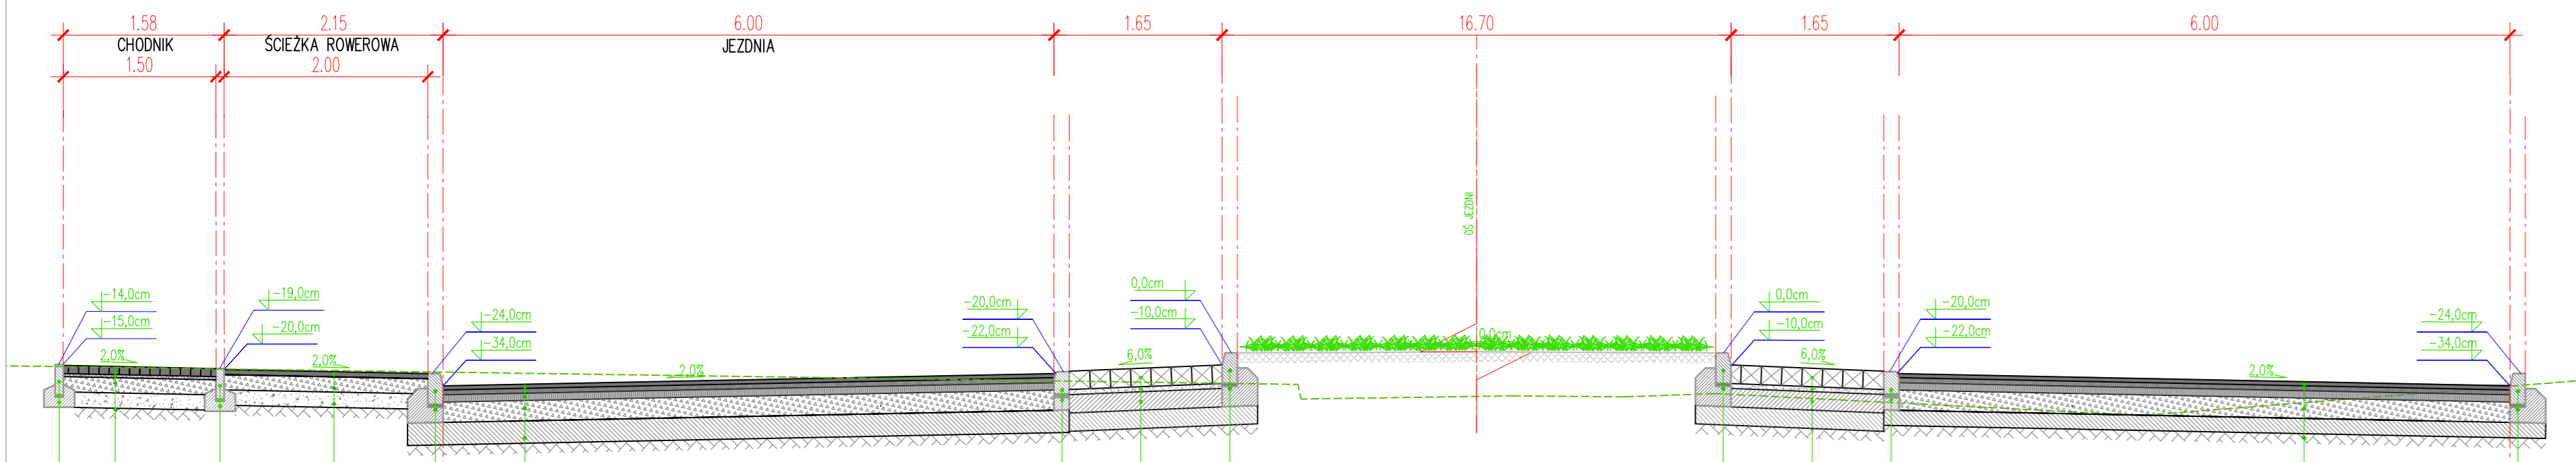 1.58 2.15 6.00 1.65 16.70 1.65 6.00
CHODNIK ŚCIEŻKA ROWEROWA JEZDNIA
1.50 2.00
OŚ JEZDNI
-14,0cm -19,0cm -24,0cm -20,0cm 0,0cm 0,0cm -20,0cm -24,0cm
-15,0cm -20,0cm -34,0cm -22,0cm -10,0cm 0,0cm -10,0cm -22,0cm -34,0cm
2,0% 2,0% 2,0% 6,0% 6,0% 2,0%